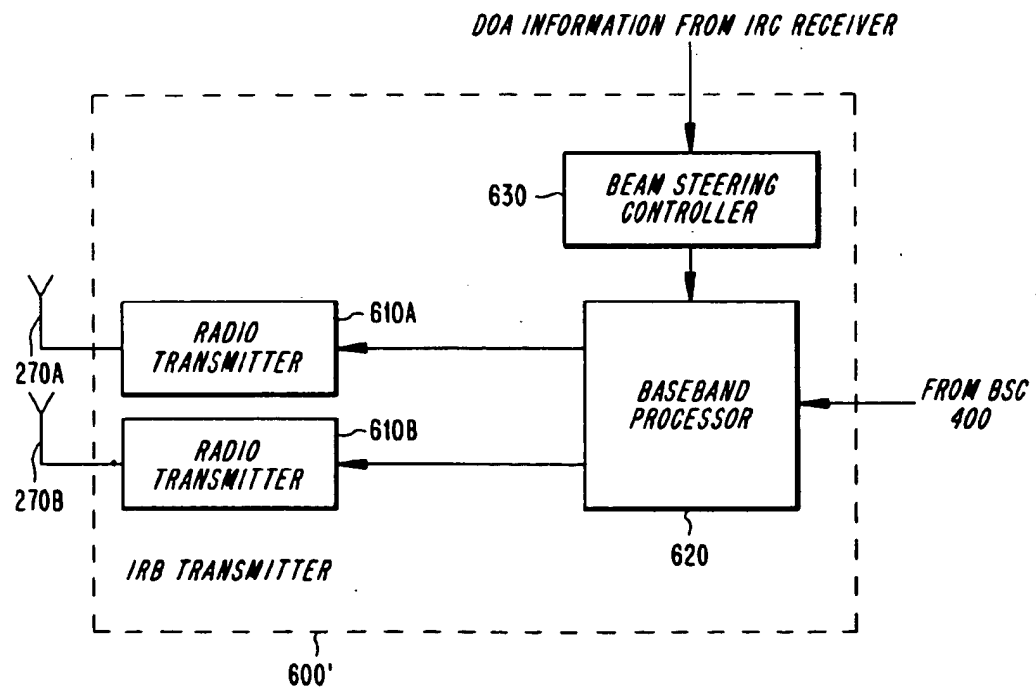 DOA INFORMATION FROM IRC RECEIVER
630
BEAM STEERING
CONTROLLER
610A
RADIO
TRANSMITTER
270A
BASEBAND
PROCESSOR
FROM BSC
400
610B
RADIO
TRANSMITTER
270B
620
IRB TRANSMITTER
600'